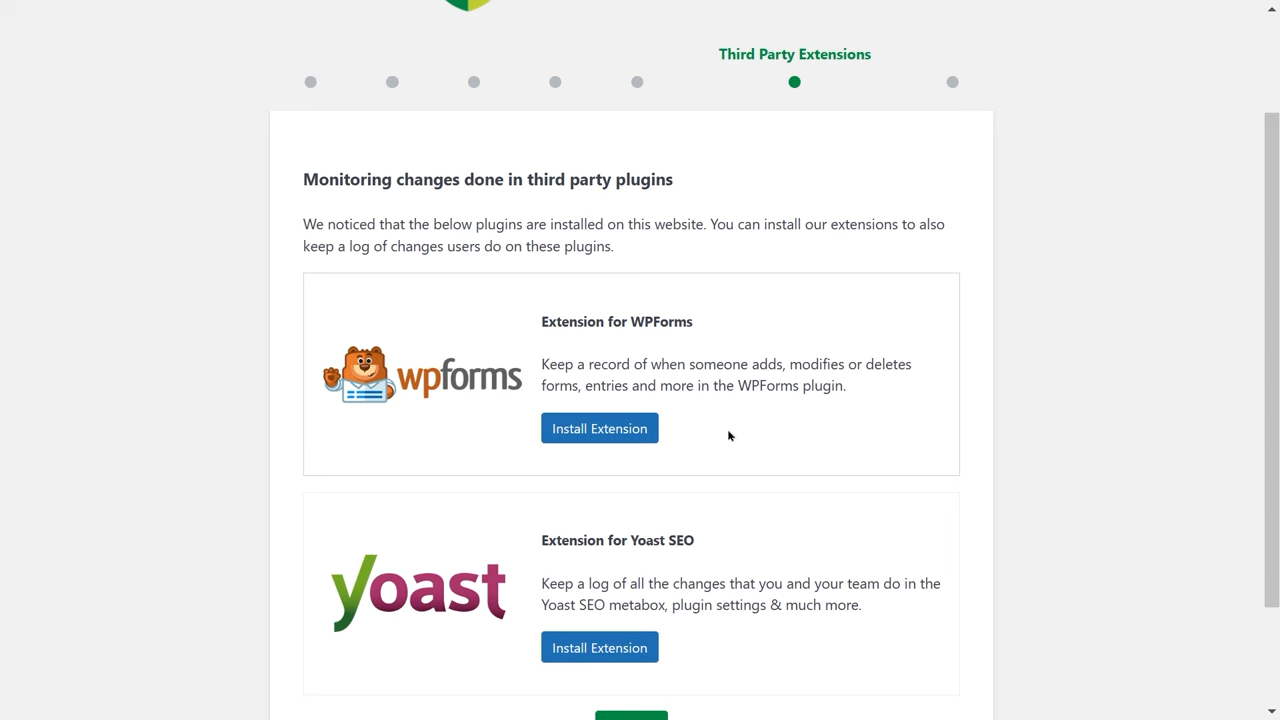 Third Party Extensions
Monitoring changes done in third party plugins
We noticed that the below plugins are installed on this website. You can install our extensions to also
keep a log of changes users do on these plugins.
Extension for WPForms
Keep a record of when someone adds, modifies or deletes
forms, entries and more in the WPForms plugin.
wpforms
Install Extension
Extension for Yoast SEO
Keep a log of all the changes that you and your team do in the
Yoast SEO metabox, plugin settings & much more.
yoast
Install Extension